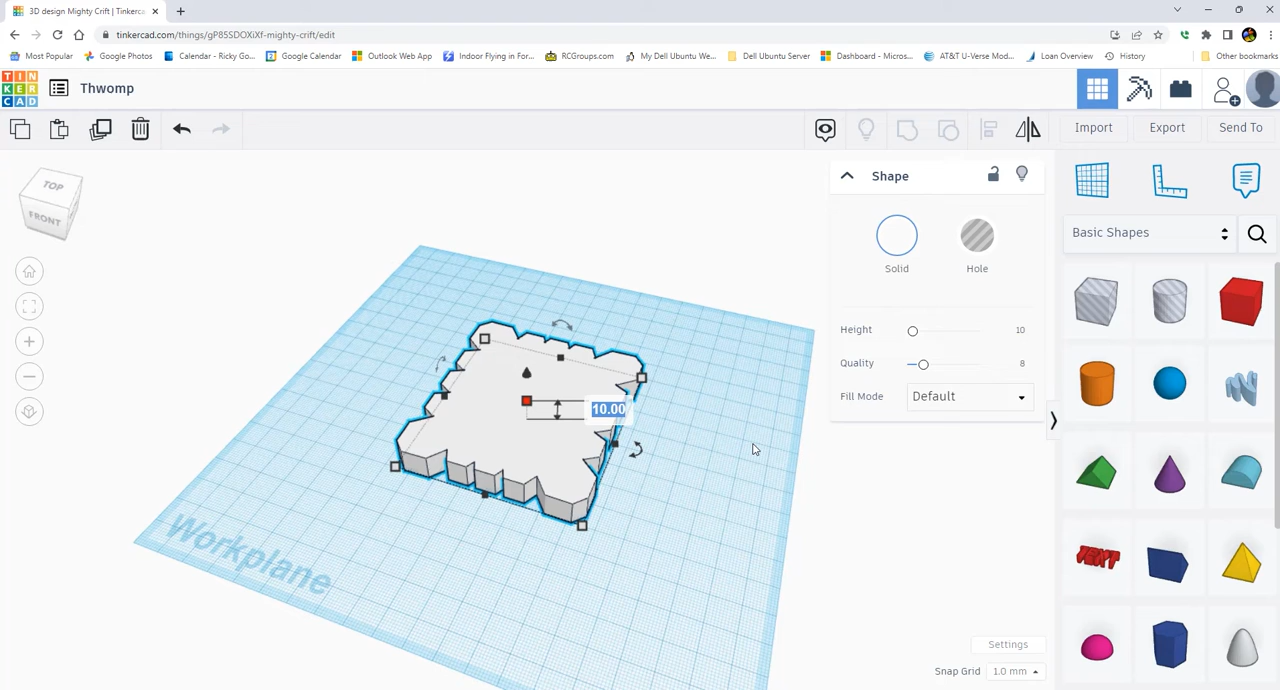 3D design Mighty Crift | Tinkerca
tinkercad.com/things/gP85SDOXiXf-mighty-crift/edit
Most Popular
Google Photos
Calendar - Ricky Go...
Google Calendar
Outlook Web App
Indoor Flying in For...
RCGroups.com
My Dell Ubuntu We...
Dell Ubuntu Server
Dashboard - Micros...
AT&T U-Verse Mod...
Loan Overview
History
Other bookmarks
TIN
KER
CAD
Thwomp
Import
Export
Send To
TOP
FRONT
Shape
Solid
Hole
Height
10
Quality
8
Fill Mode
Default
Basic Shapes
10.00
Workplane
TEXT
Settings
Snap Grid
1.0 mm